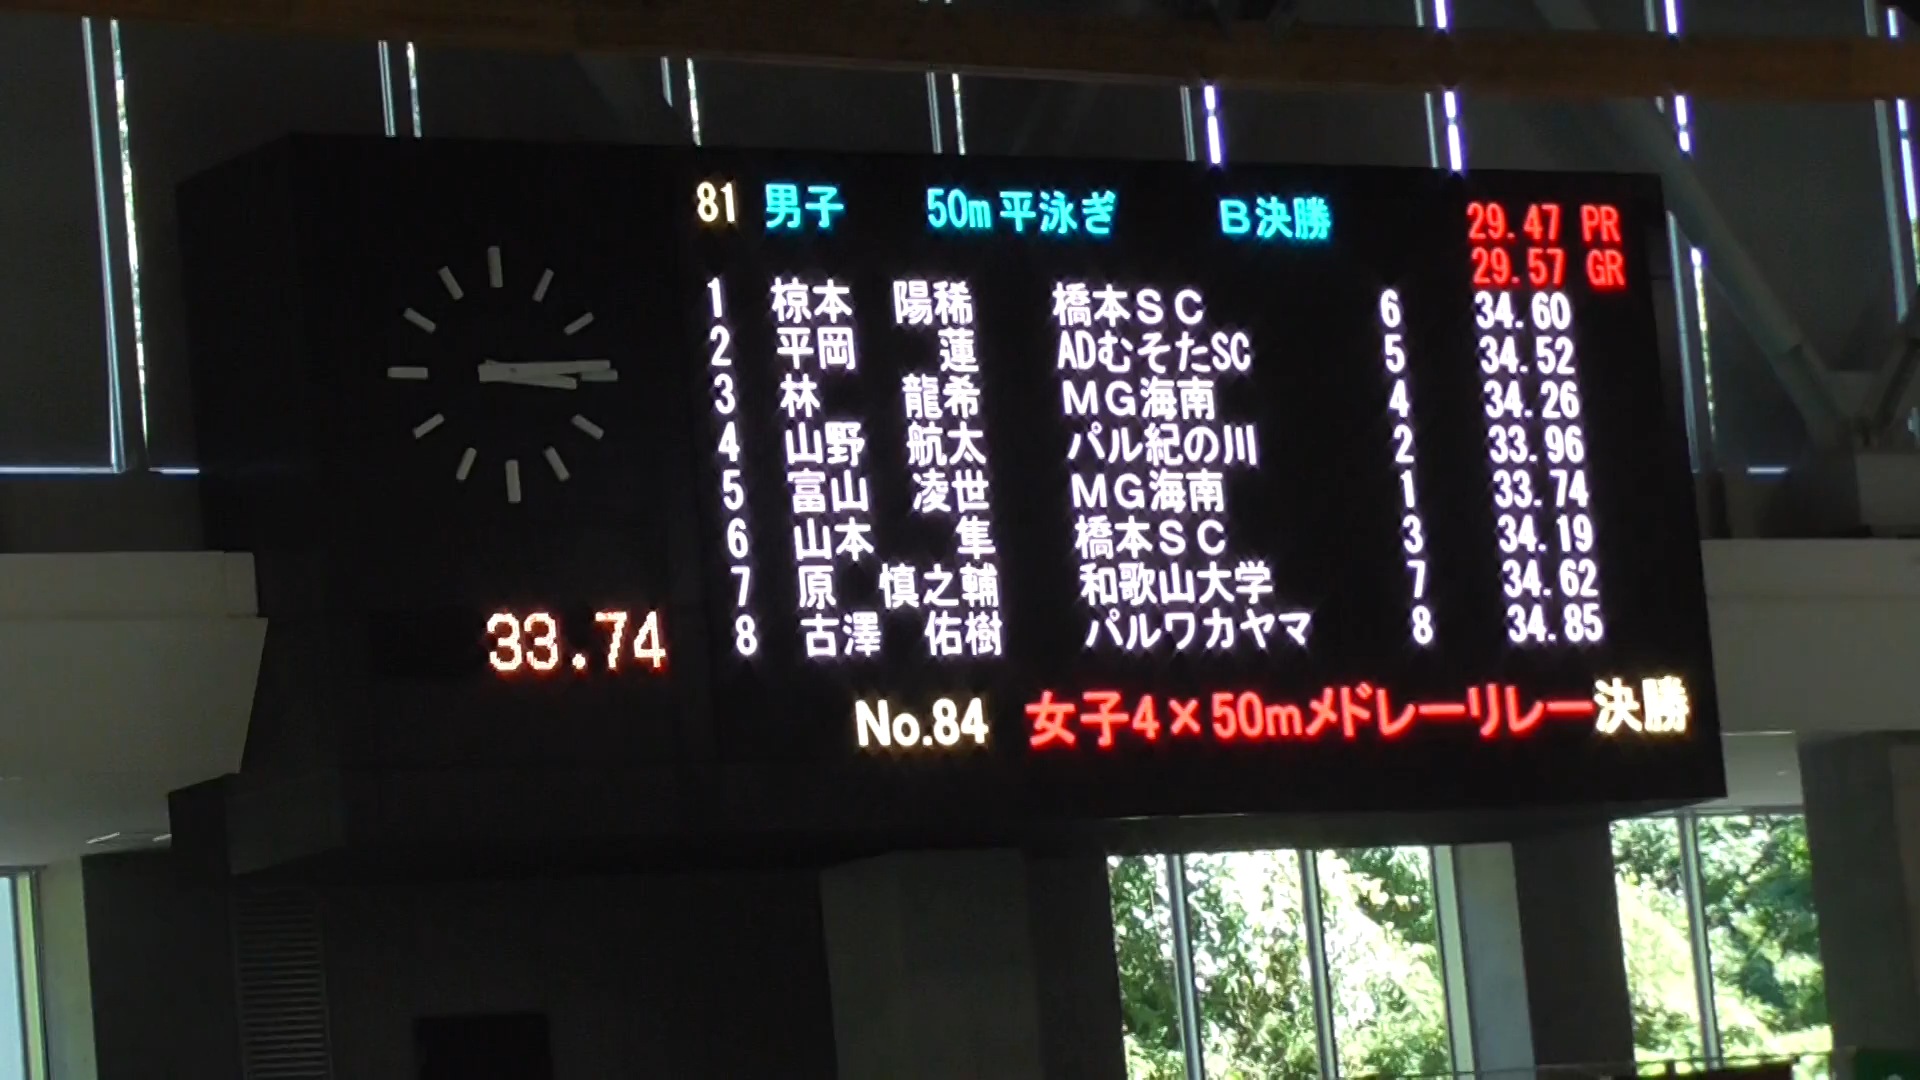 81 男子 50m平泳ぎ B決勝 29.47 PR
29.57 GR
1 椋本 陽稀 橋本SC 6 34.60
2 平岡 蓮 ADむそたSC 5 34.52
3 林 龍希 MG海南 4 34.26
4 山野 航太 パル紀の川 2 33.96
5 富山 凌世 MG海南 1 33.74
6 山本 隼 橋本SC 3 34.19
7 原 慎之輔 和歌山大学 7 34.62
8 古澤 佑樹 パルワカヤマ 8 34.85
33.74
No.84 女子4×50mメドレーリレー決勝